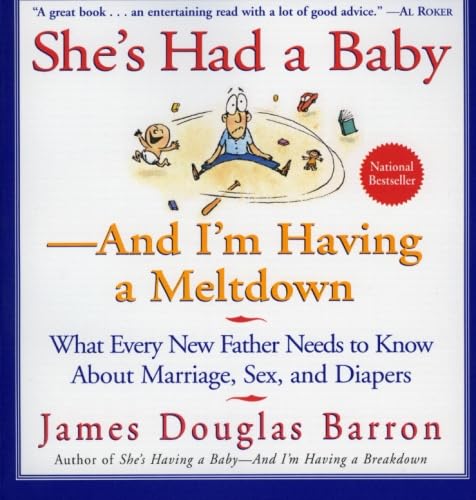 “A great book . . . an entertaining read with a lot of good advice.” —AL ROKER
She’s Had a Baby
National
Bestseller
—And I’m Having
a Meltdown
What Every New Father Needs to Know
About Marriage, Sex, and Diapers
James Douglas Barron
Author of She’s Having a Baby—And I’m Having a Breakdown